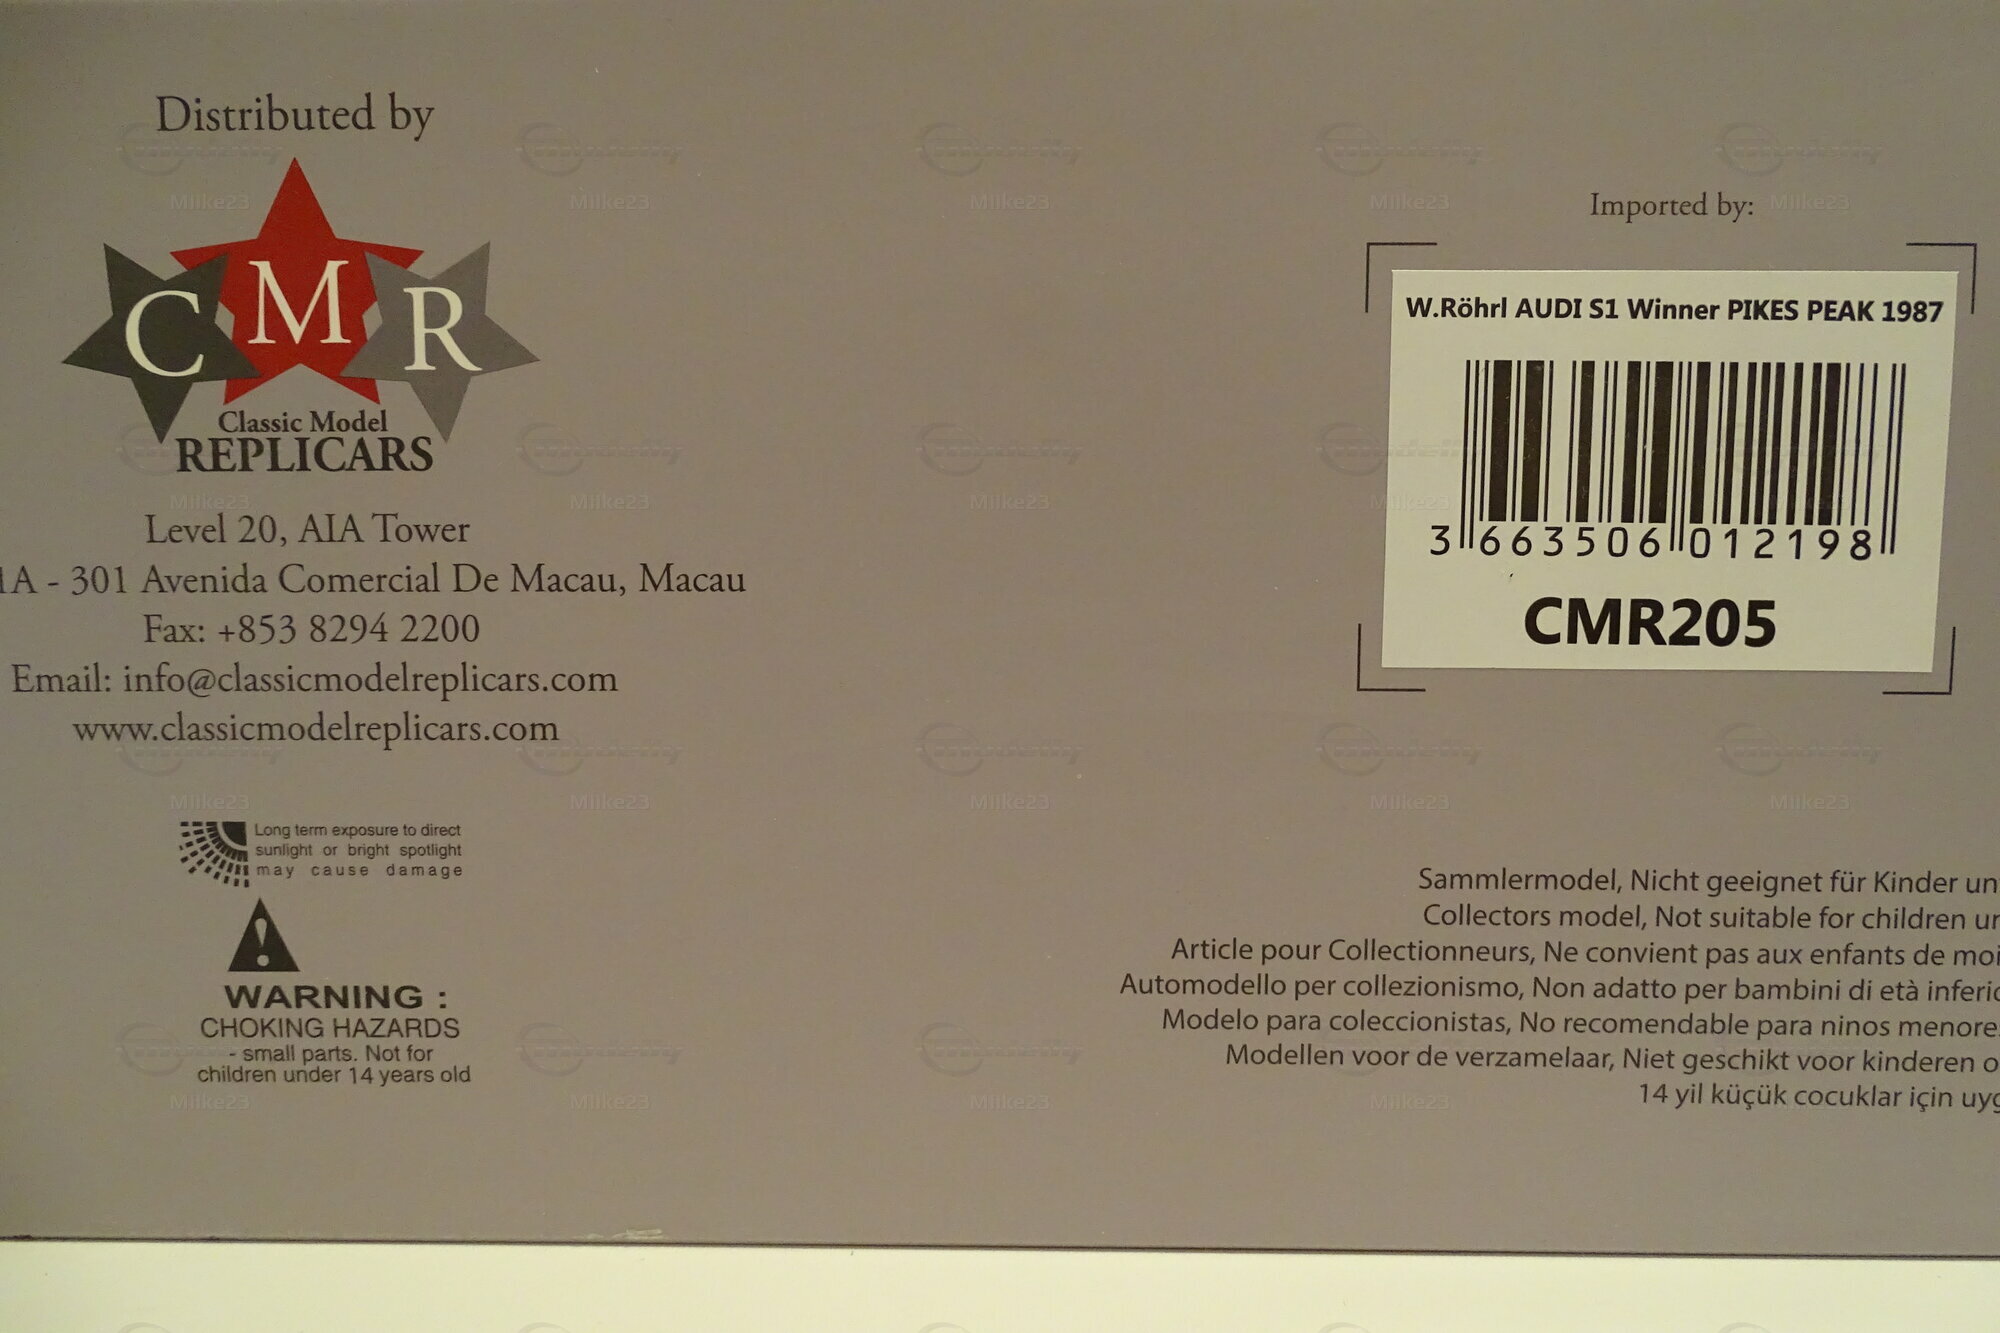 Distributed by
CMR
Classic Model
REPLICARS
Level 20, AIA Tower
- 301 Avenida Comercial De Macau, Macau
Fax: +853 8294 2200
Email: info@classicmodelreplicars.com
www.classicmodelreplicars.com
Long term exposure to direct
sunlight or bright spotlight
may cause damage
WARNING :
CHOKING HAZARDS
- small parts. Not for
children under 14 years old
Imported by:
W.Röhrl AUDI S1 Winner PIKES PEAK 1987
3 663506 012198
CMR205
Sammlermodel, Nicht geeignet für Kinder
Collectors model, Not suitable for children
Article pour Collectionneurs, Ne convient pas aux enfants de
Automodello per collezionismo, Non adatto per bambini di età
Modelo para coleccionistas, No recomendable para ninos
Modellen voor de verzamelaar, Niet geschikt voor kinderen
14 yil küçük cocuklar için
Miike23